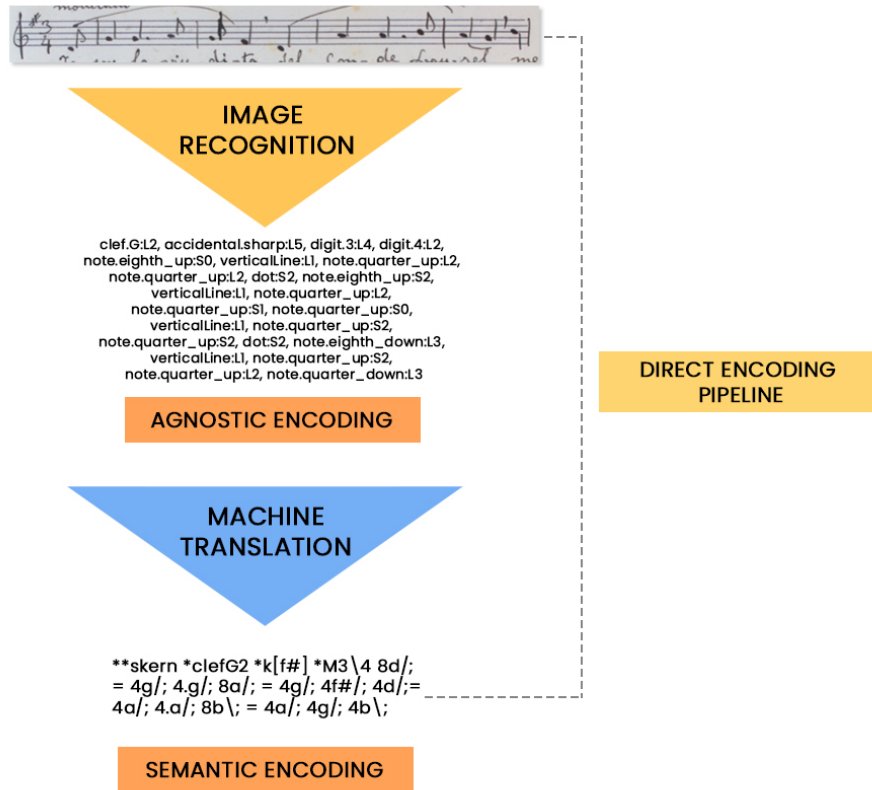 3
4
IMAGE
RECOGNITION
clef.G:L2, accidental.sharp:L5, digit.3:L4, digit.4:L2,
note.eighth_up:S0, verticalLine:L1, note.quarter_up:L2,
note.quarter_up:L2, dot:S2, note.eighth_up:S2,
verticalLine:L1, note.quarter_up:L2,
note.quarter_up:S1, note.quarter_up:S0,
verticalLine:L1, note.quarter_up:S2,
note.quarter_up:S2, dot:S2, note.eighth_down:L3,
verticalLine:L1, note.quarter_up:S2,
note.quarter_up:L2, note.quarter_down:L3
AGNOSTIC ENCODING
DIRECT ENCODING
PIPELINE
MACHINE
TRANSLATION
**skern *clefG2 *k[f#] *M3\4 8d/;
= 4g/; 4.g/; 8a/; = 4g/; 4f#/; 4d/;=
4a/; 4.a/; 8b\; = 4a/; 4g/; 4b\;
SEMANTIC ENCODING